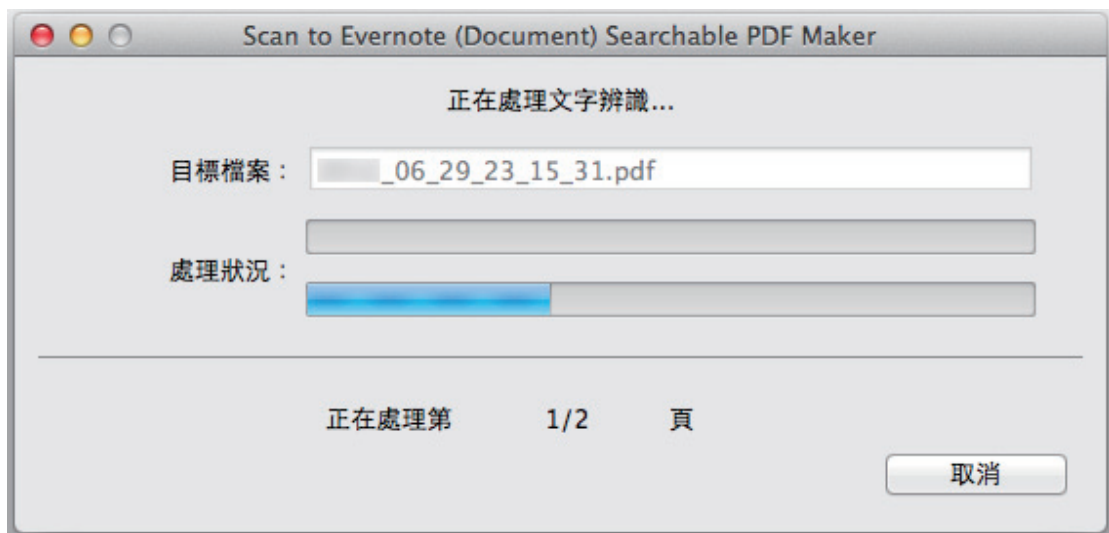 Scan to Evernote (Document) Searchable PDF Maker
正在處理文字辨識...
目標檔案：
_06_29_23_15_31.pdf
處理狀況：
正在處理第 1/2 頁
取消